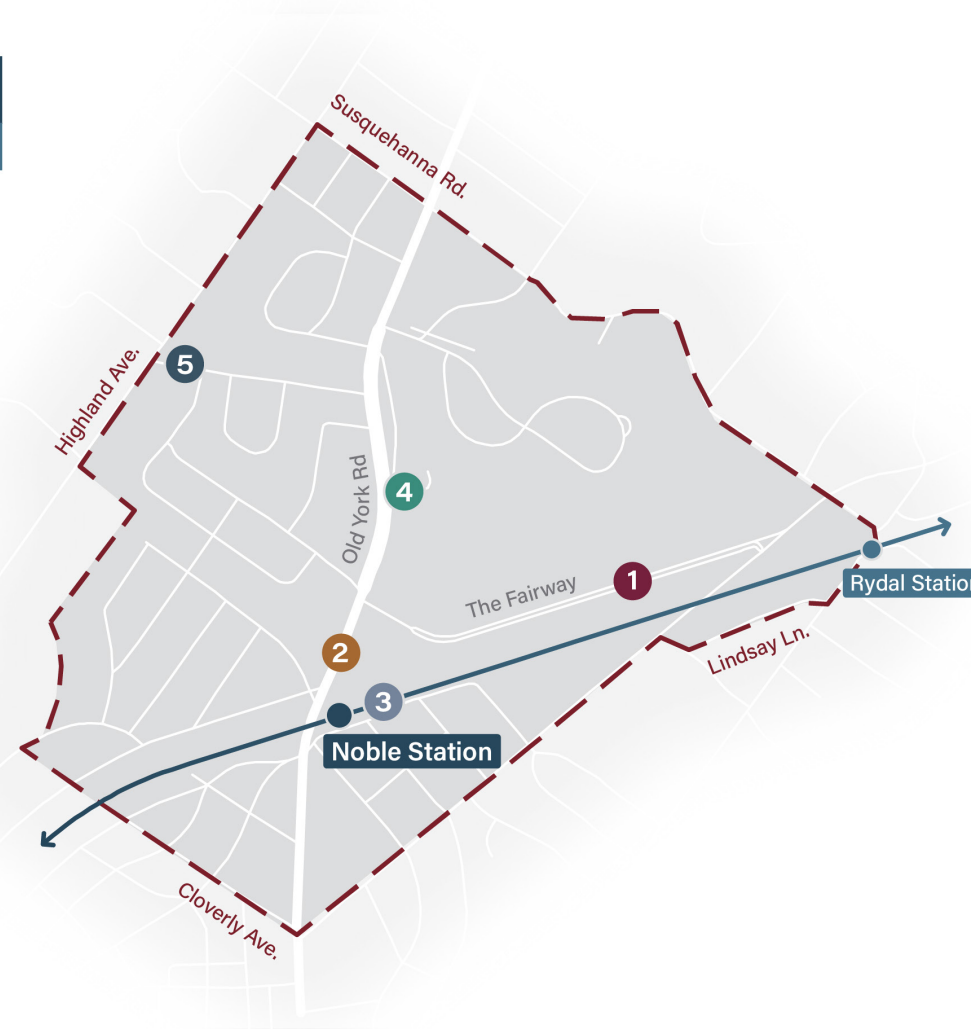 Susquehanna Rd.
5
Highland Ave.
Old York Rd
4
The Fairway
1
Rydal Station
Lindsay Ln.
2
3
Noble Station
Cloverly Ave.